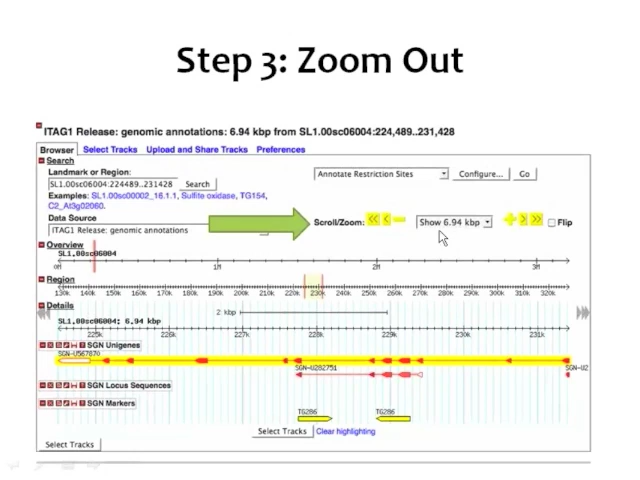 Step 3: Zoom Out
ITAG1 Release: genomic annotations: 6.94 kbp from SL1.00sc06004:224,489..231,428
Browser Select Tracks Upload and Share Tracks Preferences
Search
Landmark or Region:
SL1.00sc06004:224489..231428 Search
Annotate Restriction Sites Configure... Go
Examples: SL1.00sc00002_16.1.1, Sulfite oxidase, TG154,
C2_At3g02060.
Data Source
ITAG1 Release: genomic annotations
Scroll/Zoom: << < − Show 6.94 kbp + > >> Flip
Overview
SL1.00sc06004
0M 1M 2M 3M
Region
130k 140k 150k 160k 170k 180k 190k 200k 210k 220k 230k 240k 250k 260k 270k 280k 290k 300k 310k 320k
Details
2 kbp
SL1.00sc06004: 6.94 kbp
225k 226k 227k 228k 229k 230k 231k
SGN Unigenes
SGN-U567870
SGN-U282751 SGN-U2
SGN Locus Sequences
SGN Markers
TG286 TG286
Select Tracks Clear highlighting
Select Tracks